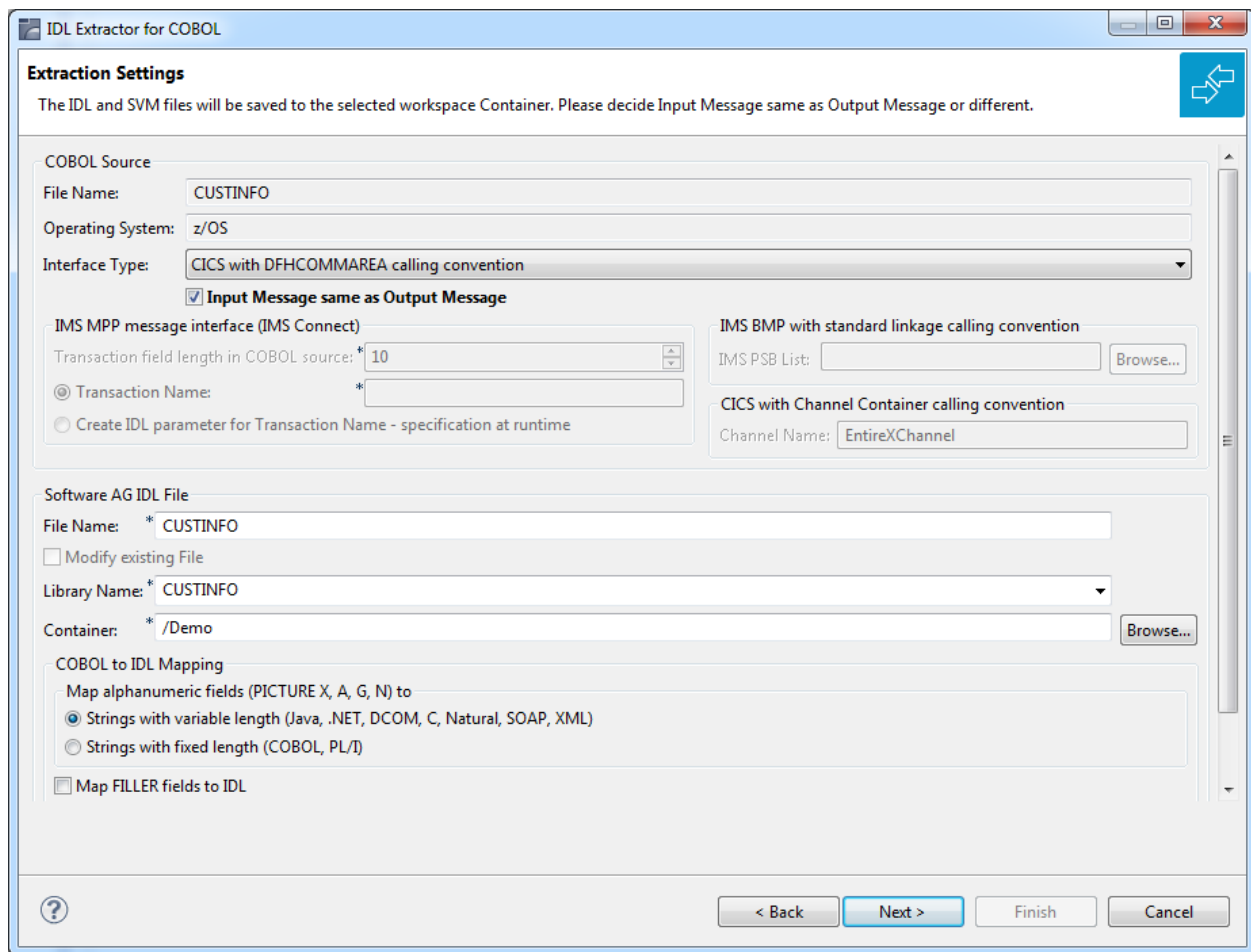 IDL Extractor for COBOL
Extraction Settings
The IDL and SVM files will be saved to the selected workspace Container. Please decide Input Message same as Output Message or different.
COBOL Source
File Name: CUSTINFO
Operating System: z/OS
Interface Type: CICS with DFHCOMMAREA calling convention
Input Message same as Output Message
IMS MPP message interface (IMS Connect)
Transaction field length in COBOL source: * 10
Transaction Name: *
Create IDL parameter for Transaction Name - specification at runtime
IMS BMP with standard linkage calling convention
IMS PSB List: Browse...
CICS with Channel Container calling convention
Channel Name: EntireXChannel
Software AG IDL File
File Name: * CUSTINFO
Modify existing File
Library Name: * CUSTINFO
Container: * /Demo Browse...
COBOL to IDL Mapping
Map alphanumeric fields (PICTURE X, A, G, N) to
Strings with variable length (Java, .NET, DCOM, C, Natural, SOAP, XML)
Strings with fixed length (COBOL, PL/I)
Map FILLER fields to IDL
? < Back Next > Finish Cancel